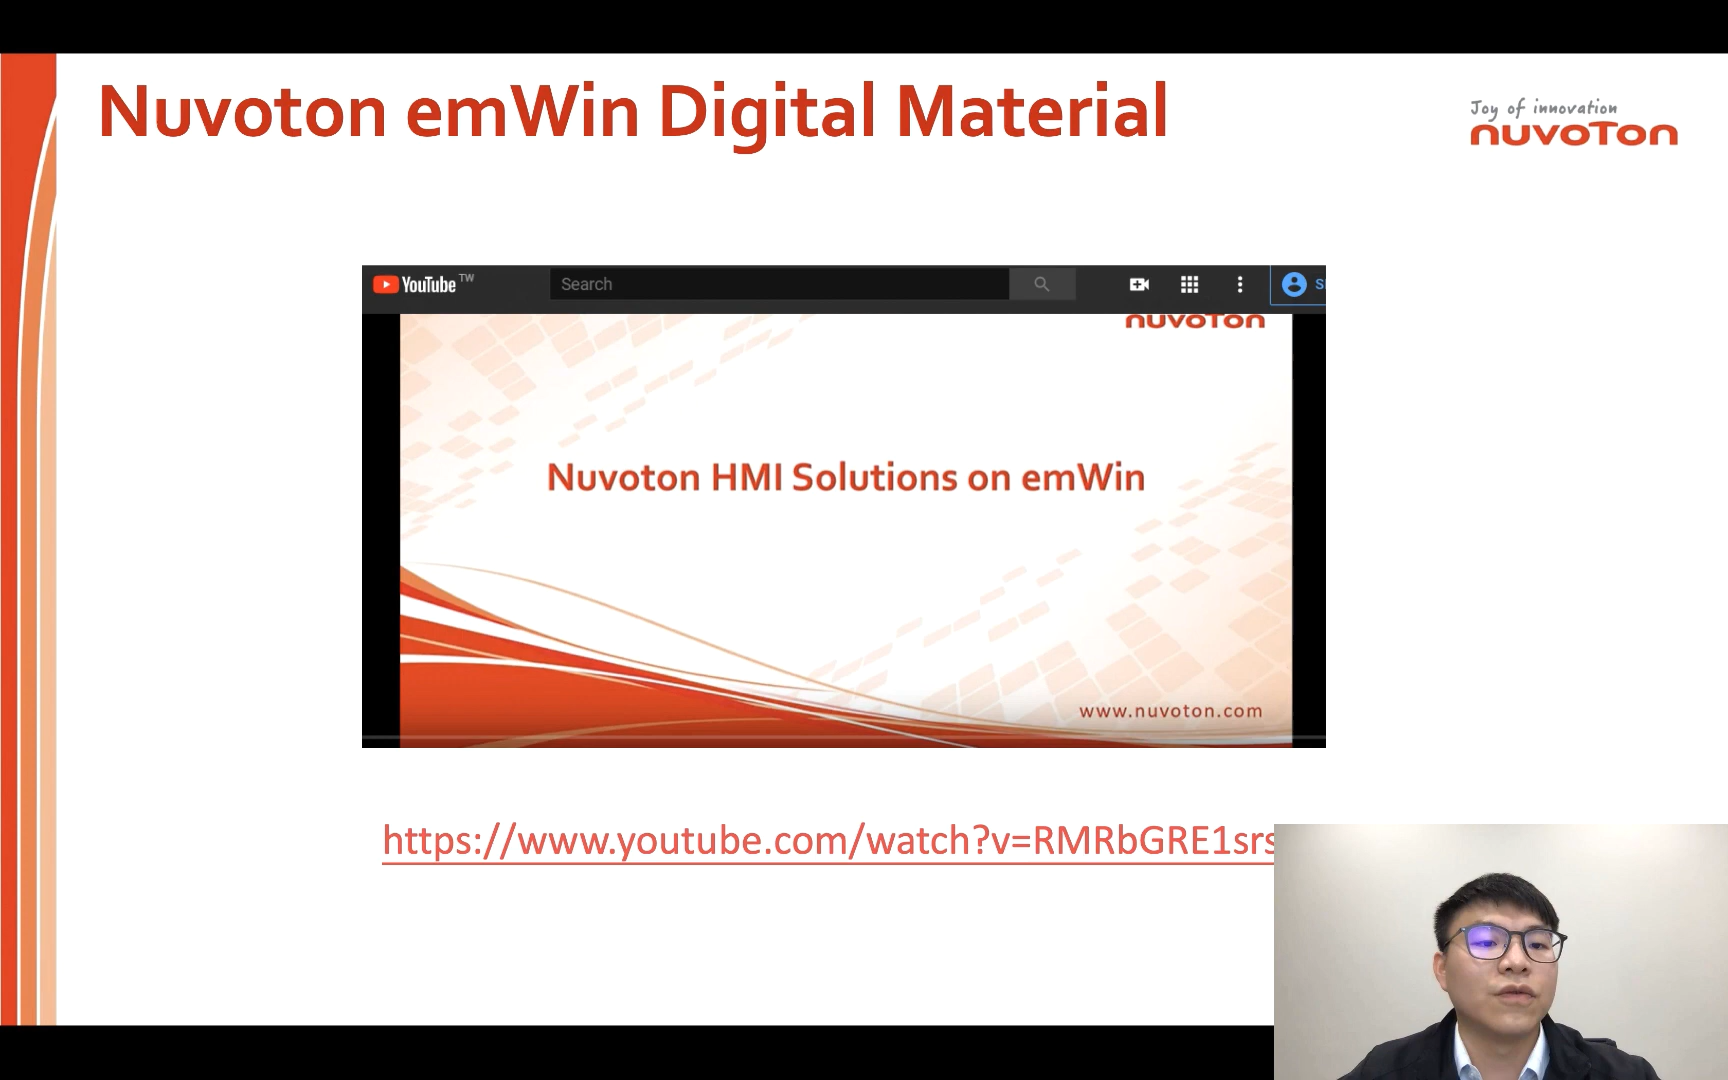 Nuvoton emWin Digital Material
Joy of innovation
nuvoTon
YouTube TW
Search
nuvoTon
Nuvoton HMI Solutions on emWin
www.nuvoton.com
https://www.youtube.com/watch?v=RMRbGRE1srs